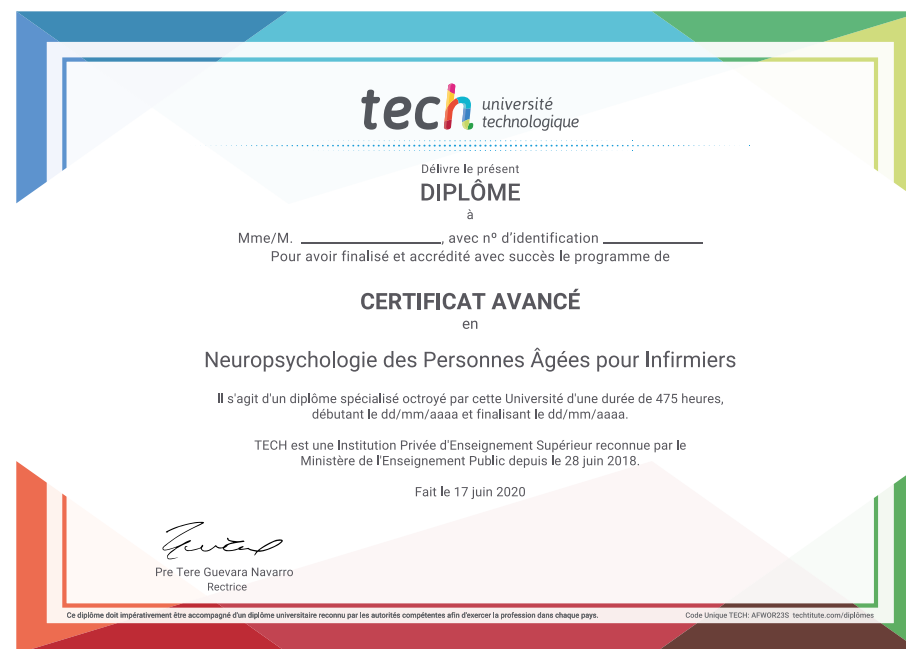 tech université
technologique
Délivre le présent
DIPLÔME
à
Mme/M. ____________________, avec nº d'identification ______________
Pour avoir finalisé et accrédité avec succès le programme de
CERTIFICAT AVANCÉ
en
Neuropsychologie des Personnes Âgées pour Infirmiers
Il s'agit d'un diplôme spécialisé octroyé par cette Université d'une durée de 475 heures,
débutant le dd/mm/aaaa et finalisant le dd/mm/aaaa.
TECH est une Institution Privée d'Enseignement Supérieur reconnue par le
Ministère de l'Enseignement Public depuis le 28 juin 2018.
Fait le 17 juin 2020
Pre Tere Guevara Navarro
Rectrice
Ce diplôme doit impérativement être accompagné d'un diplôme universitaire reconnu par les autorités compétentes afin d'exercer la profession dans chaque pays.
Code Unique TECH: AFWOR23S techtitute.com/diplômes